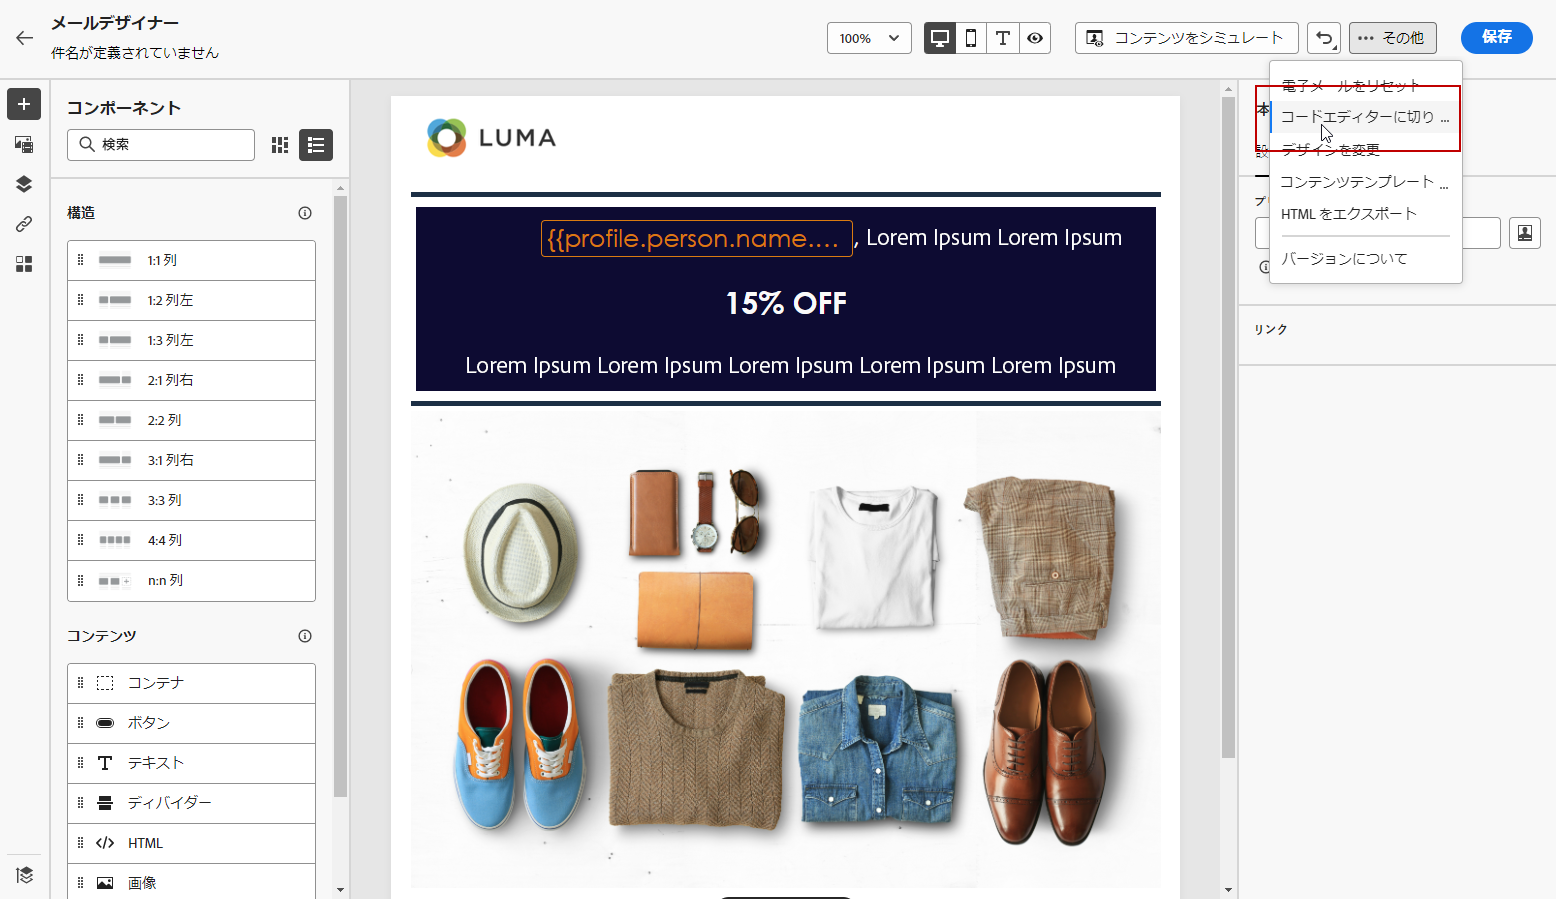 メールデザイナー
件名が定義されていません
100%
コンテンツをシミュレート
その他
保存
電子メールをリセット
コードエディターに切り ...
デザインを変更
コンテンツテンプレート ...
HTML をエクスポート
バージョンについて
コンポーネント
検索
構造
1:1 列
1:2 列左
1:3 列左
2:1 列右
2:2 列
3:1 列右
3:3 列
4:4 列
n:n 列
コンテンツ
コンテナ
ボタン
テキスト
ディバイダー
HTML
画像
LUMA
{{profile.person.name.... , Lorem Ipsum Lorem Ipsum
15% OFF
Lorem Ipsum Lorem Ipsum Lorem Ipsum Lorem Ipsum Lorem Ipsum
本
設
プリ
リンク